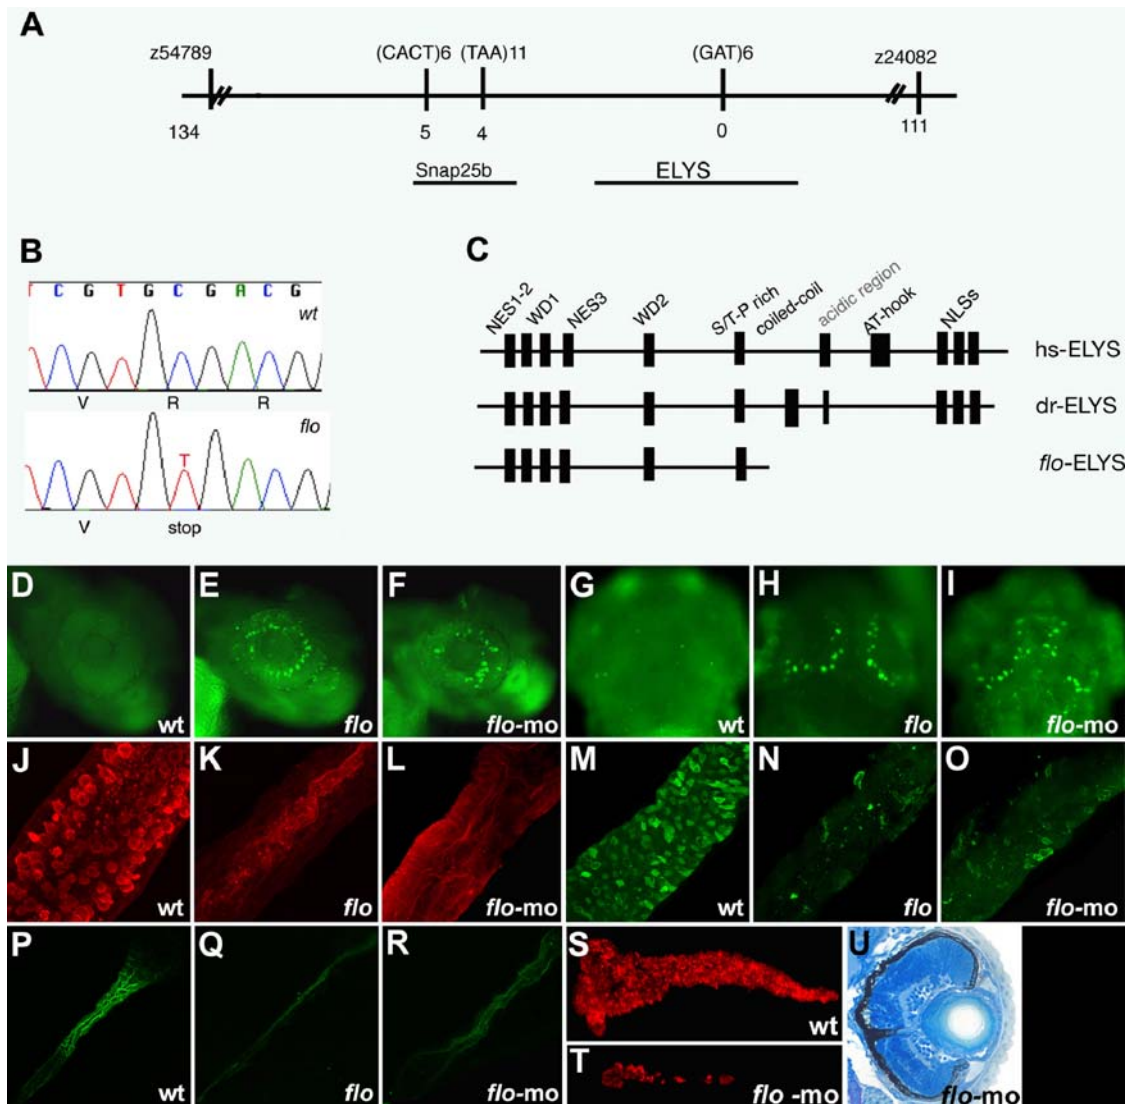 A
z54789 (CACT)6 (TAA)11 (GAT)6 z24082
134 5 4 0 111
Snap25b ELYS
B
T C G T G C G A C G
wt
V R R
flo
T
V stop
C
NES1-2 WD1 NES3 WD2 S/T-P rich coiled-coil acidic region AT-hook NLSs
hs-ELYS
dr-ELYS
flo-ELYS
D wt
E flo
F flo-mo
G wt
H flo
I flo-mo
J wt
K flo
L flo-mo
M wt
N flo
O flo-mo
P wt
Q flo
R flo-mo
S wt
T flo -mo
U flo-mo